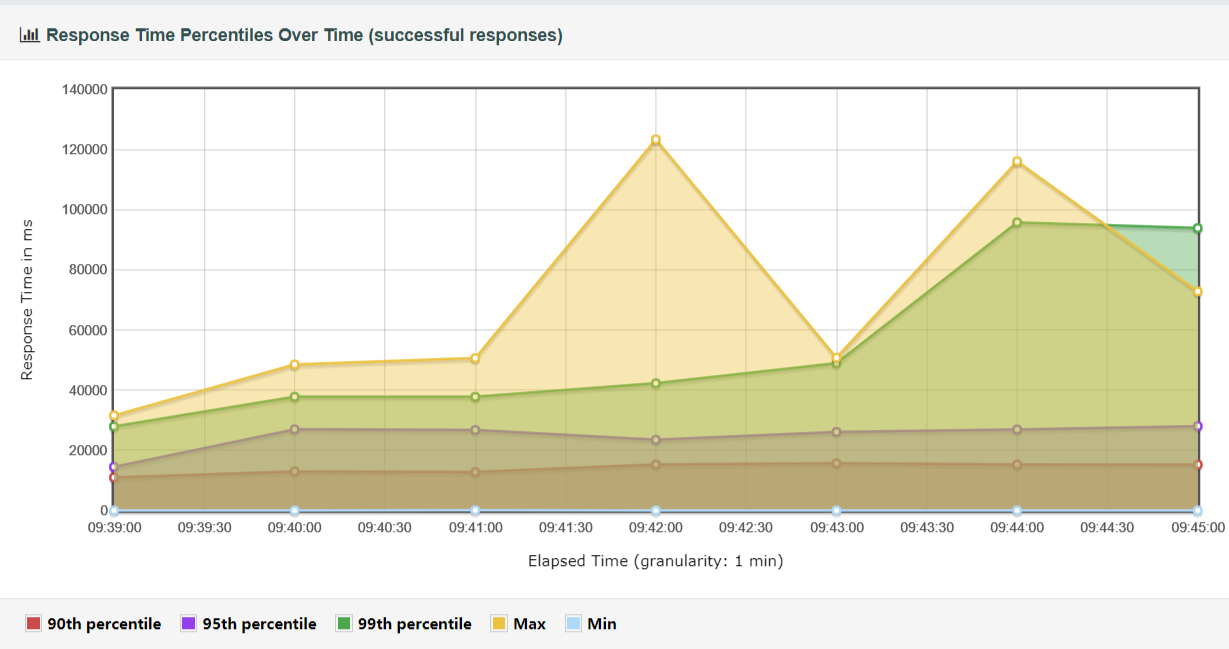 Response Time Percentiles Over Time (successful responses)
140000
120000
100000
80000
60000
40000
20000
0
Response Time in ms
09:39:00 09:39:30 09:40:00 09:40:30 09:41:00 09:41:30 09:42:00 09:42:30 09:43:00 09:43:30 09:44:00 09:44:30 09:45:00
Elapsed Time (granularity: 1 min)
90th percentile 95th percentile 99th percentile Max Min